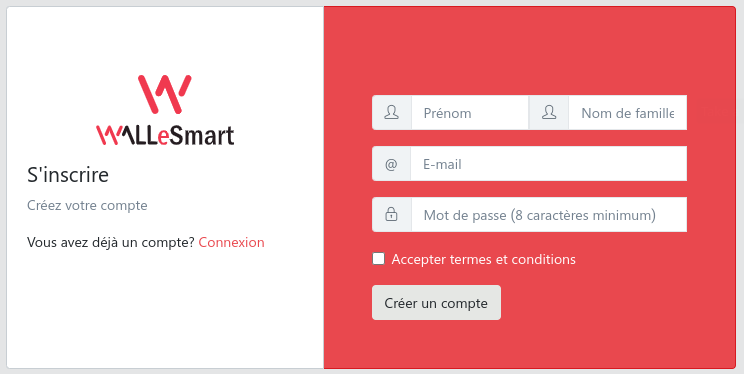 WALLeSmart
S'inscrire
Créez votre compte
Vous avez déjà un compte? Connexion
Prénom
Nom de famille
@ E-mail
Mot de passe (8 caractères minimum)
Accepter termes et conditions
Créer un compte